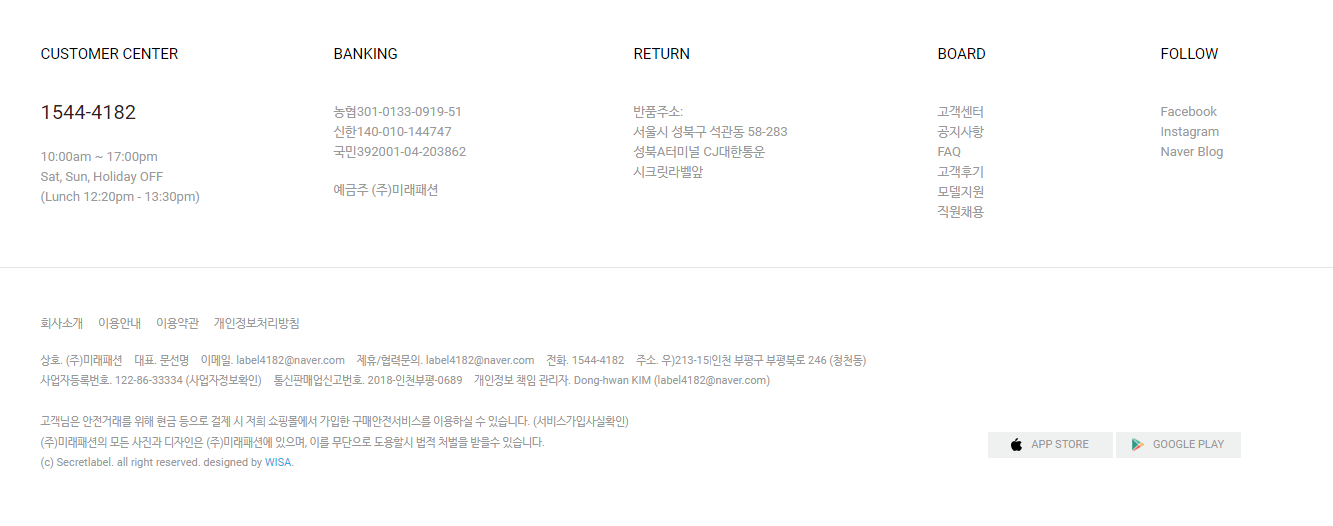 CUSTOMER CENTER
1544-4182
10:00am ~ 17:00pm
Sat, Sun, Holiday OFF
(Lunch 12:20pm - 13:30pm)
BANKING
농협301-0133-0919-51
신한140-010-144747
국민392001-04-203862
예금주 (주)미래패션
RETURN
반품주소:
서울시 성북구 석관동 58-283
성북A터미널 CJ대한통운
시크릿라벨앞
BOARD
고객센터
공지사항
FAQ
고객후기
모델지원
직원채용
FOLLOW
Facebook
Instagram
Naver Blog
회사소개 이용안내 이용약관 개인정보처리방침
상호. (주)미래패션 대표. 문선명 이메일. label4182@naver.com 제휴/협력문의. label4182@naver.com 전화. 1544-4182 주소. 우)213-15|인천 부평구 부평북로 246 (청천동)
사업자등록번호. 122-86-33334 (사업자정보확인) 통신판매업신고번호. 2018-인천부평-0689 개인정보 책임 관리자. Dong-hwan KIM (label4182@naver.com)
고객님은 안전거래를 위해 현금 등으로 결제 시 저희 쇼핑몰에서 가입한 구매안전서비스를 이용하실 수 있습니다. (서비스가입사실확인)
(주)미래패션의 모든 사진과 디자인은 (주)미래패션에 있으며, 이를 무단으로 도용할시 법적 처벌을 받을수 있습니다.
(c) Secretlabel. all right reserved. designed by WISA.
APP STORE
GOOGLE PLAY